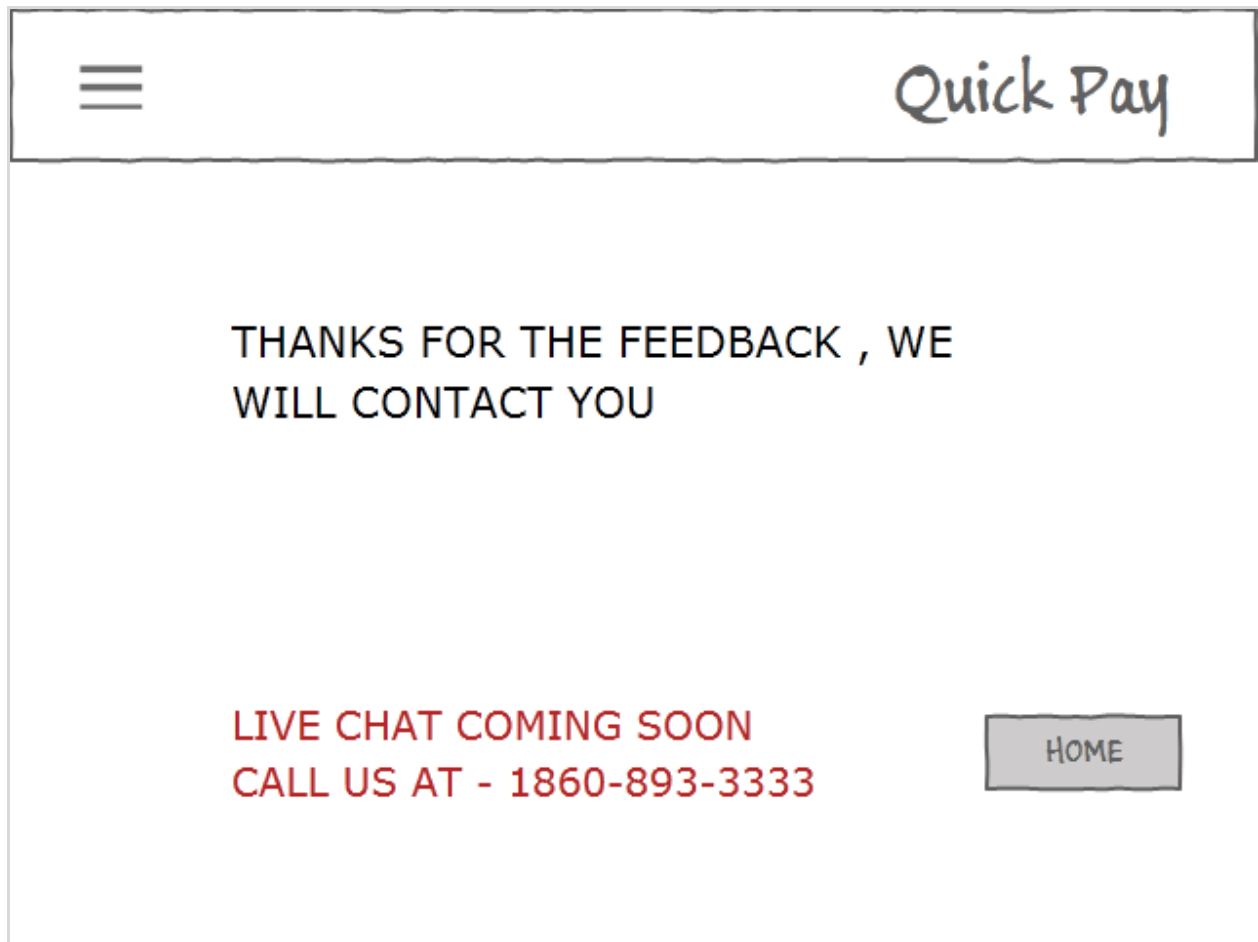 Quick Pay
THANKS FOR THE FEEDBACK , WE
WILL CONTACT YOU
LIVE CHAT COMING SOON
CALL US AT - 1860-893-3333
HOME